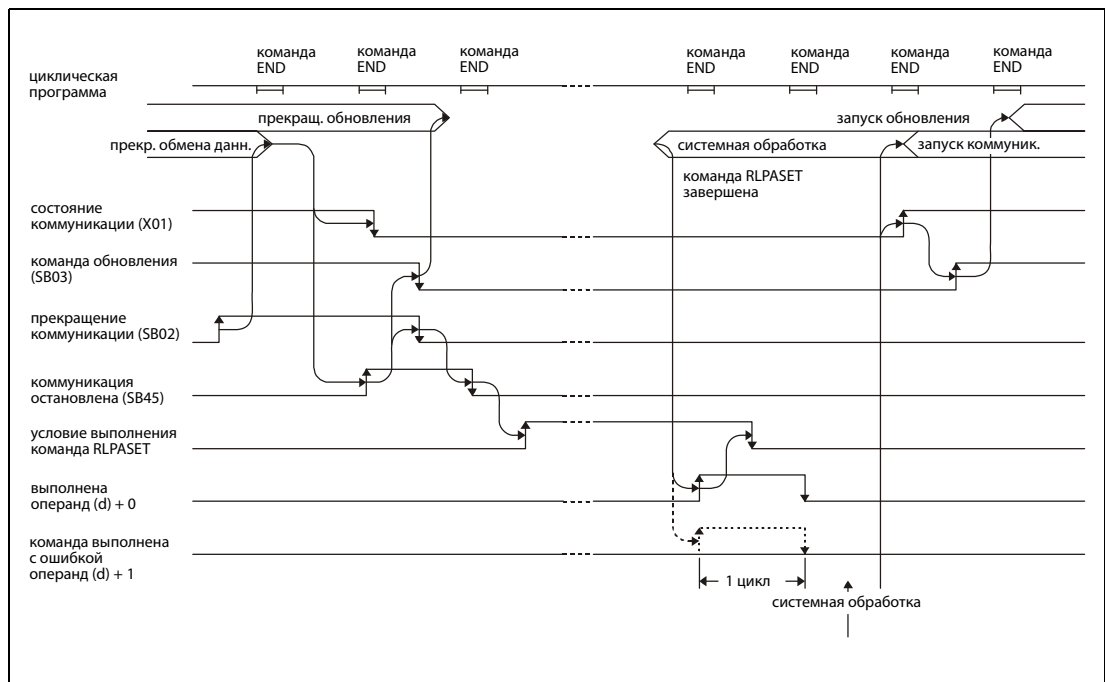 команда
END
команда
END
команда
END
команда
END
команда
END
команда
END
команда
END
циклическая
программа
прекращ. обновления
запуск обновления
прекр. обмена данн.
системная обработка
запуск коммуник.
команда RLPASET
завершена
состояние
коммуникации (X01)
команда обновления
(SB03)
прекращение
коммуникации (SB02)
коммуникация
остановлена (SB45)
условие выполнения
команда RLPASET
выполнена
операнд (d) + 0
команда выполнена
с ошибкой
операнд (d) + 1
1 цикл
системная обработка